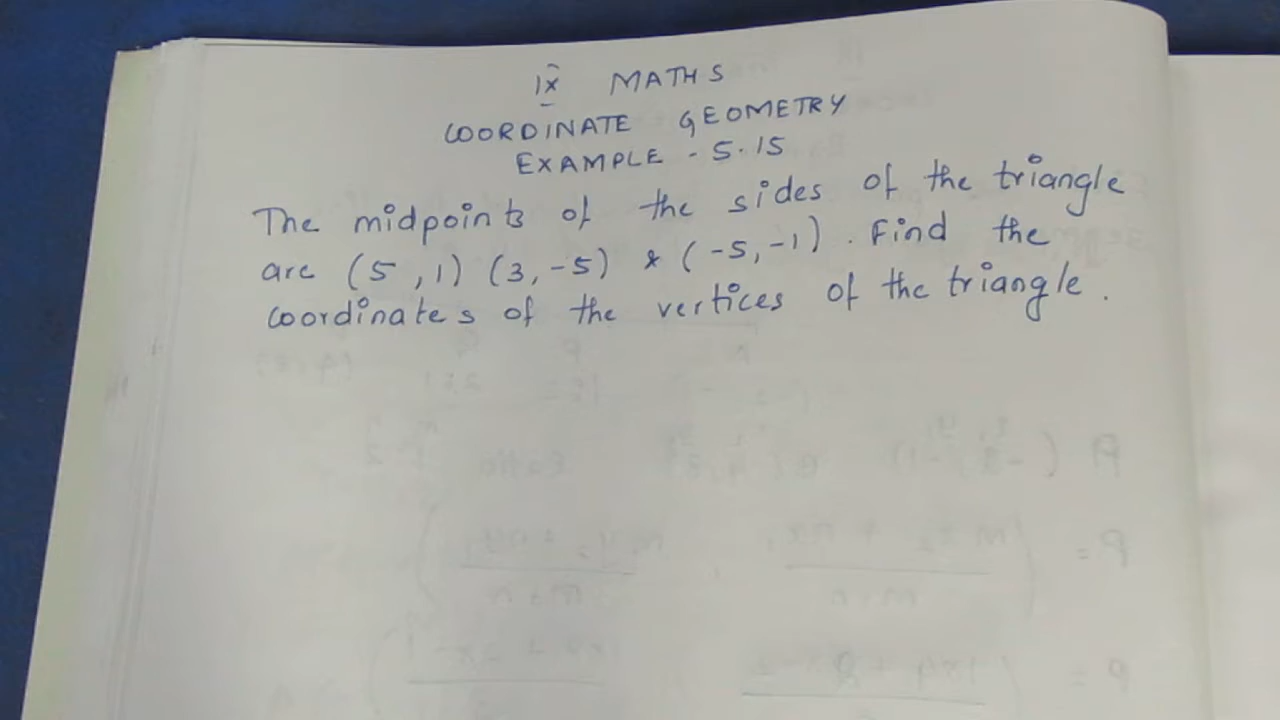 IX MATHS
COORDINATE GEOMETRY
EXAMPLE - 5.15
The midpoints of the sides of the triangle
are (5,1) (3,-5) & (-5,-1). Find the
coordinates of the vertices of the triangle.